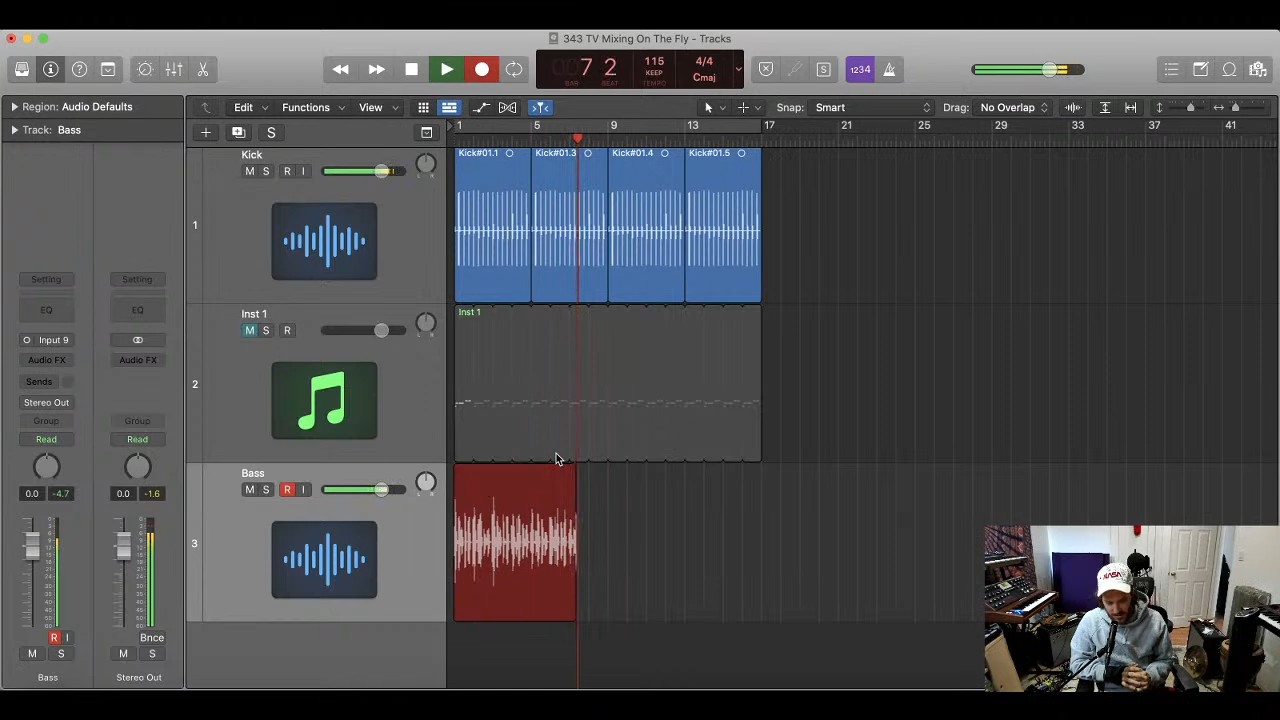 343 TV Mixing On The Fly - Tracks
007 2
BAR BEAT
115
KEEP
TEMPO
4/4
Cmaj
1234
S
Region: Audio Defaults
Track: Bass
Edit Functions View
Snap: Smart
Drag: No Overlap
S
1 5 9 13 17 21 25 29 33 37 41
Setting Setting
EQ EQ
Input 9
Audio FX Audio FX
Sends
Stereo Out
Group Group
Read Read
0.0 -4.7 0.0 -1.6
R I Bnce
M S M S
Bass Stereo Out
1
Kick
M S R I
Kick#01.1 Kick#01.3 Kick#01.4 Kick#01.5
2
Inst 1
M S R
Inst 1
3
Bass
M S R I